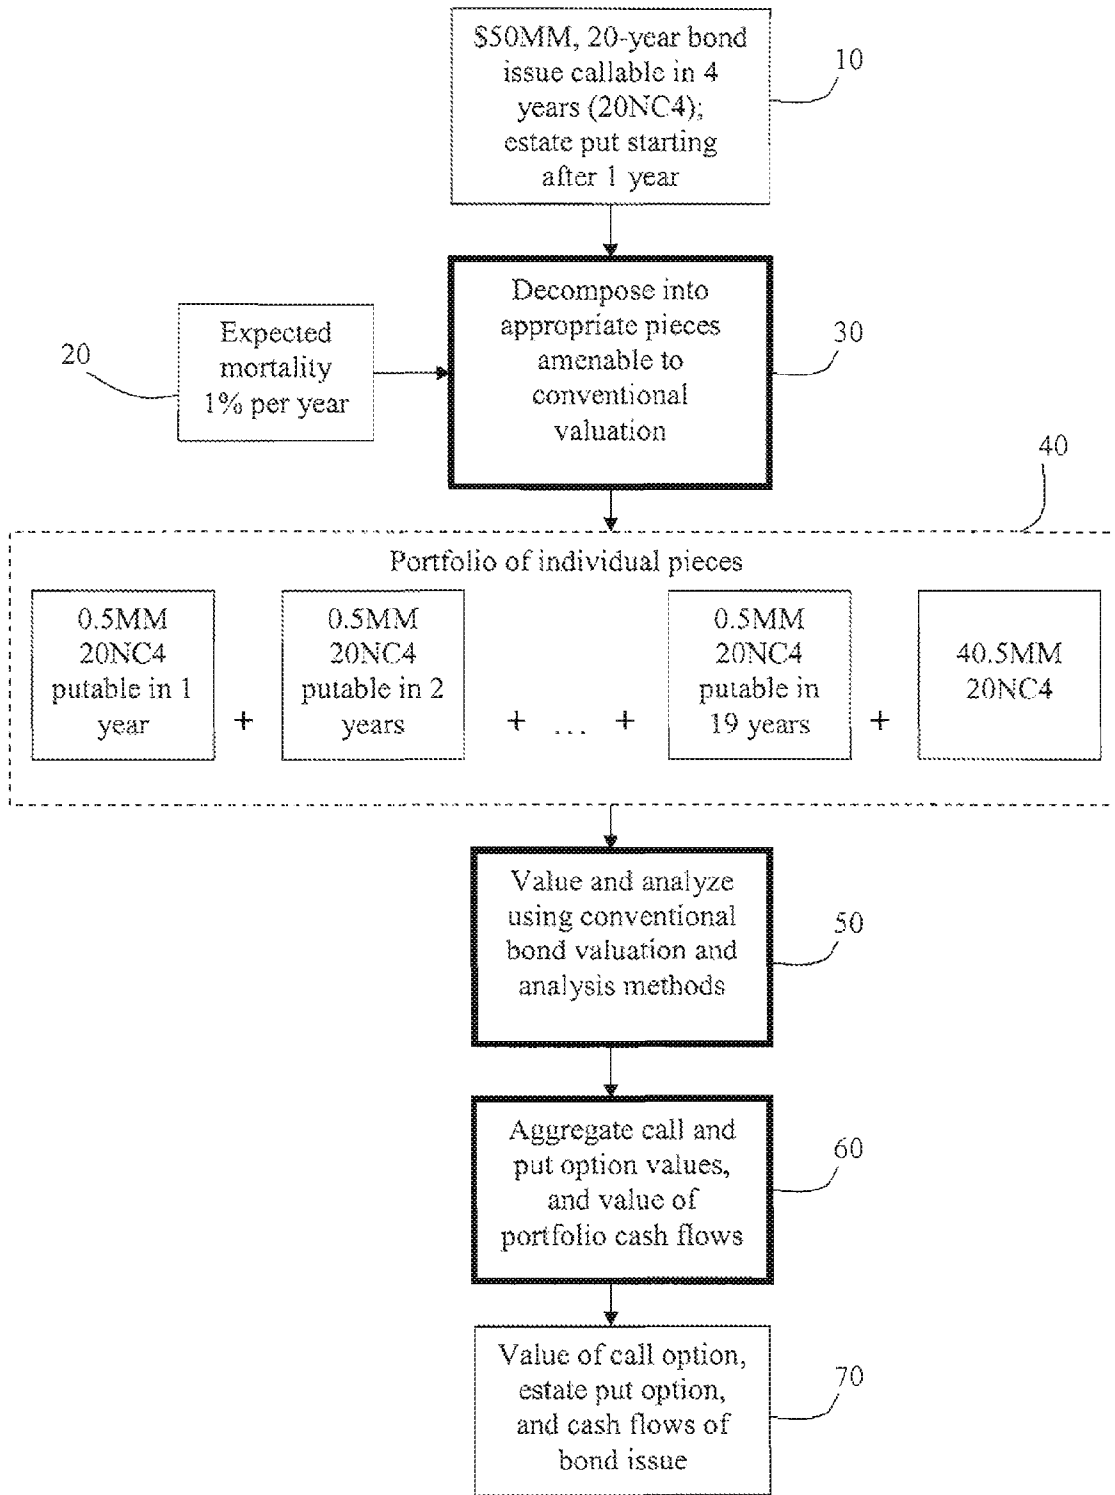 $50MM, 20-year bond
issue callable in 4
years (20NC4);
estate put starting
after 1 year
10
Expected
mortality
1% per year
20
Decompose into
appropriate pieces
amenable to
conventional
valuation
30
40
Portfolio of individual pieces
0.5MM
20NC4
putable in 1
year
+
0.5MM
20NC4
putable in 2
years
+ ... +
0.5MM
20NC4
putable in
19 years
+
40.5MM
20NC4
Value and analyze
using conventional
bond valuation and
analysis methods
50
Aggregate call and
put option values,
and value of
portfolio cash flows
60
Value of call option,
estate put option,
and cash flows of
bond issue
70